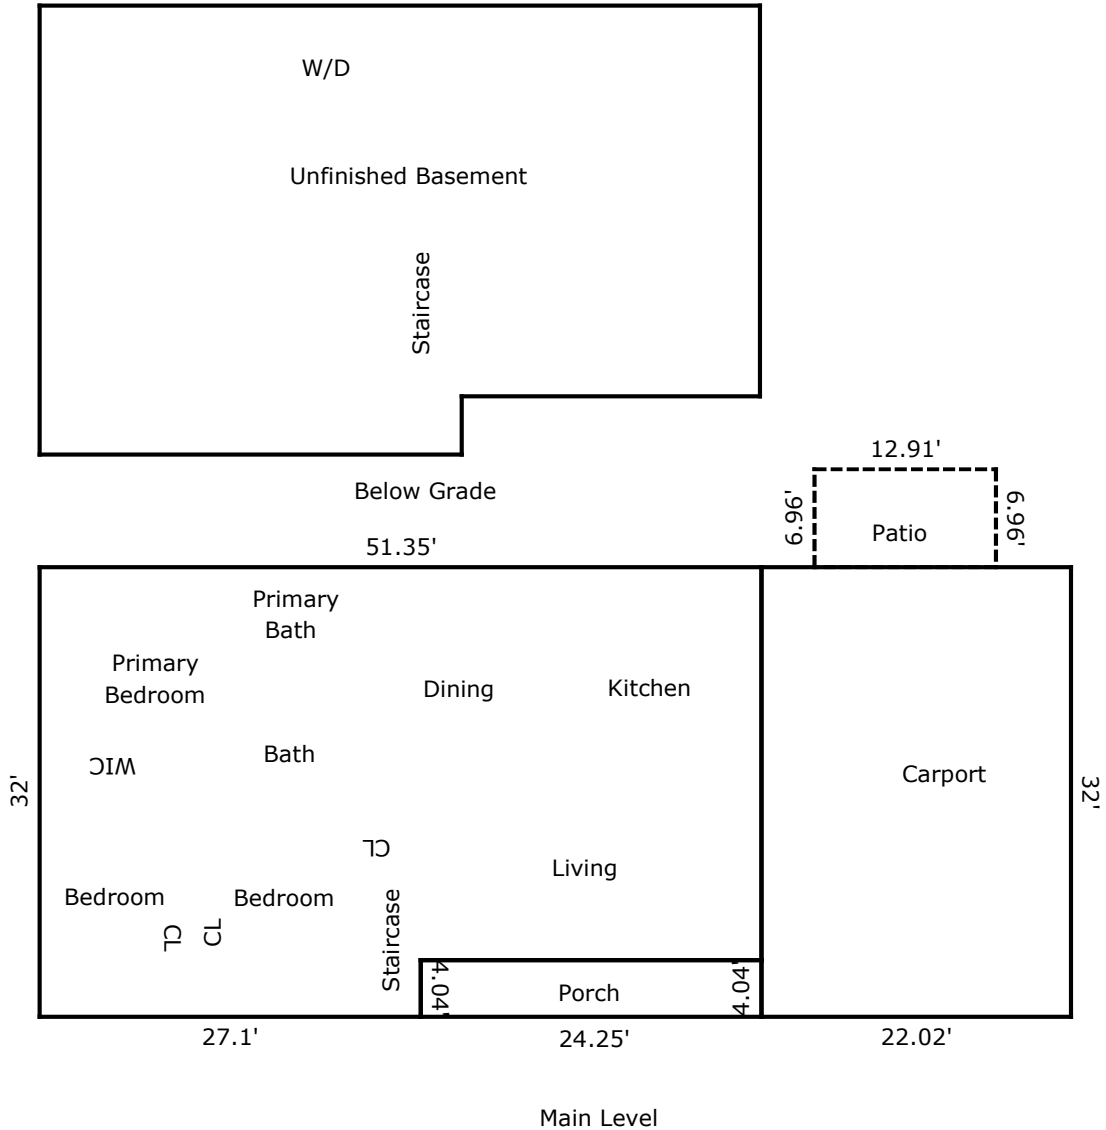 W/D
Unfinished Basement
Staircase
Below Grade
12.91'
6.96'
Patio
6.96'
51.35'
Primary
Bath
Primary
Bedroom
Dining
Kitchen
WIC
Bath
Carport
32'
32'
CL
Living
Bedroom
Bedroom
CL
CL
Staircase
4.04'
Porch
4.04'
27.1'
24.25'
22.02'
Main Level